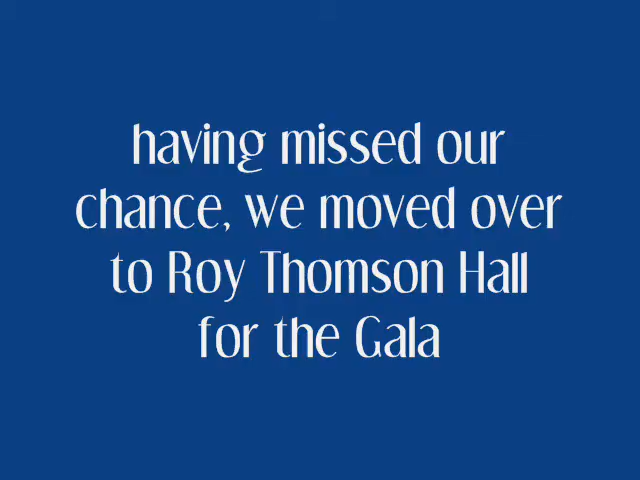 having missed our
chance, we moved over
to Roy Thomson Hall
for the Gala